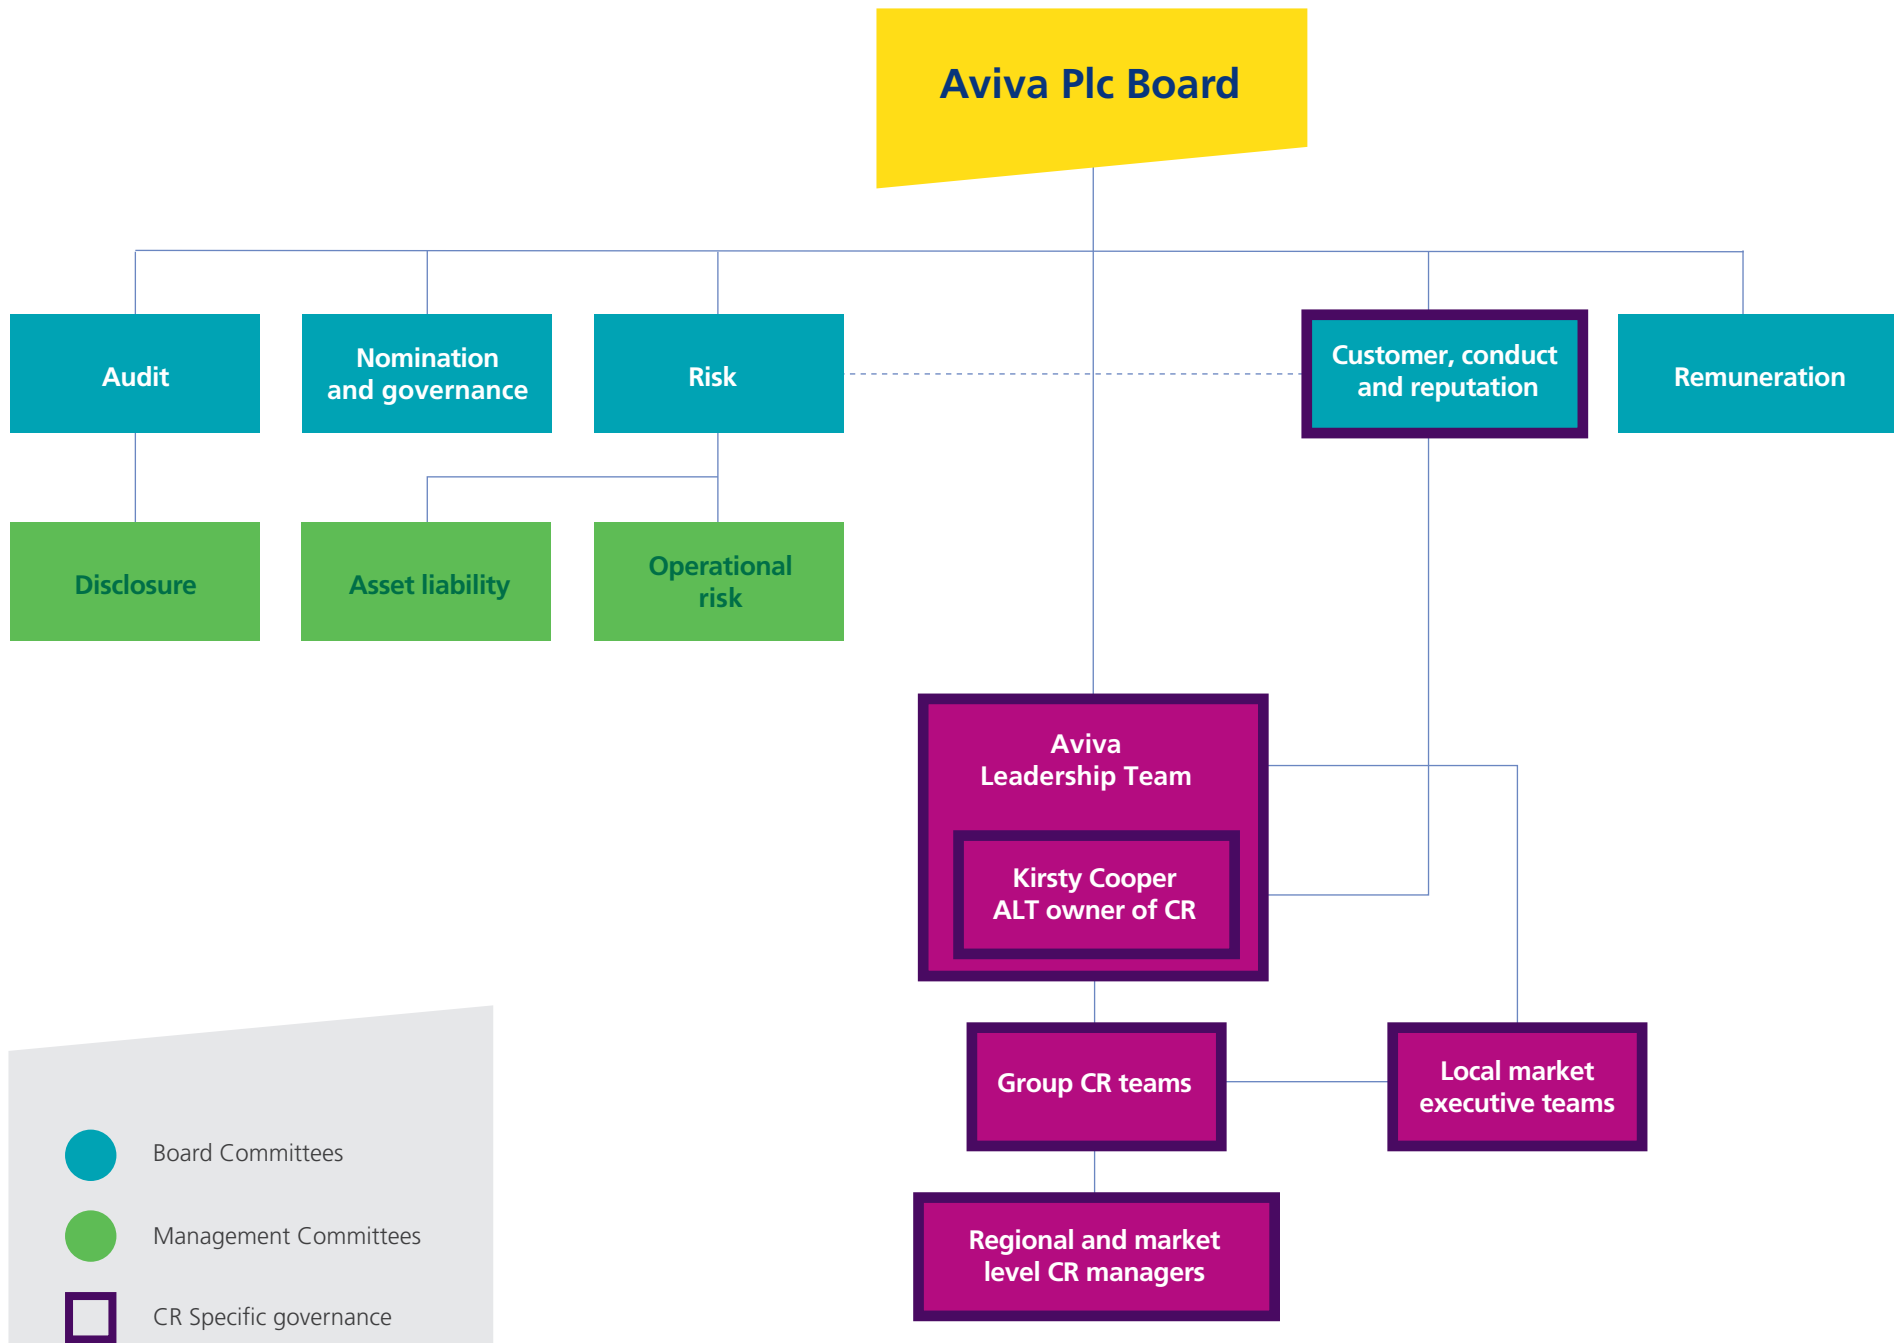 Aviva Plc Board
Audit
Nomination
and governance
Risk
Customer, conduct
and reputation
Remuneration
Disclosure
Asset liability
Operational
risk
Aviva
Leadership Team
Kirsty Cooper
ALT owner of CR
Group CR teams
Local market
executive teams
Regional and market
level CR managers
Board Committees
Management Committees
CR Specific governance